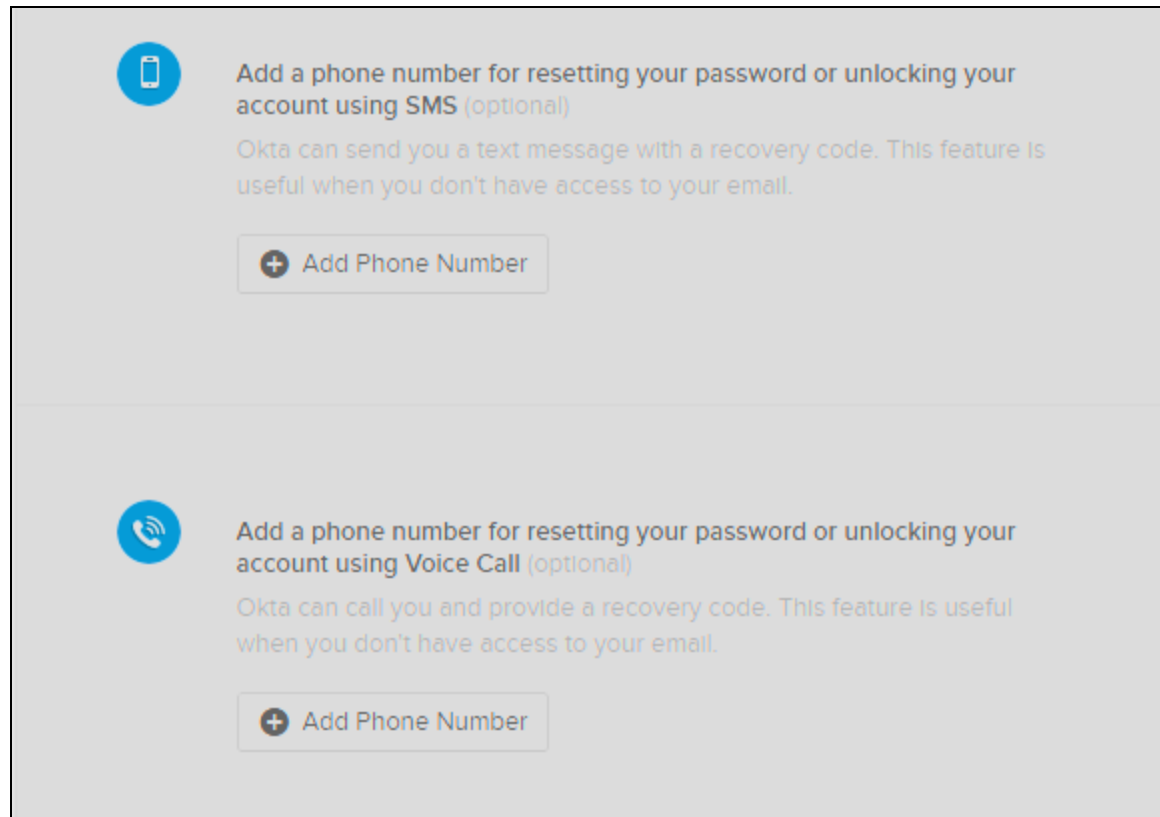 Add a phone number for resetting your password or unlocking your
account using SMS (optional)
Okta can send you a text message with a recovery code. This feature is
useful when you don't have access to your email.
Add Phone Number
Add a phone number for resetting your password or unlocking your
account using Voice Call (optional)
Okta can call you and provide a recovery code. This feature is useful
when you don't have access to your email.
Add Phone Number